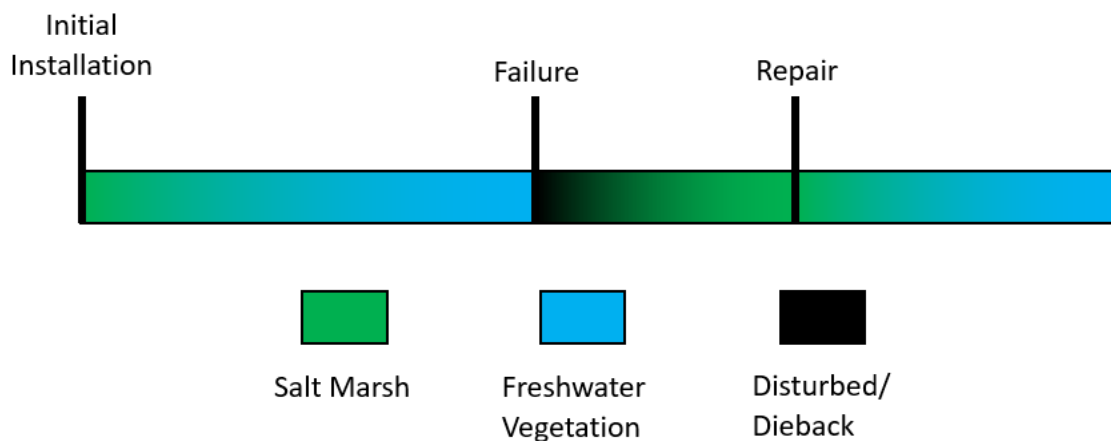 Initial
Installation
Failure
Repair
Salt Marsh
Freshwater
Vegetation
Disturbed/
Dieback